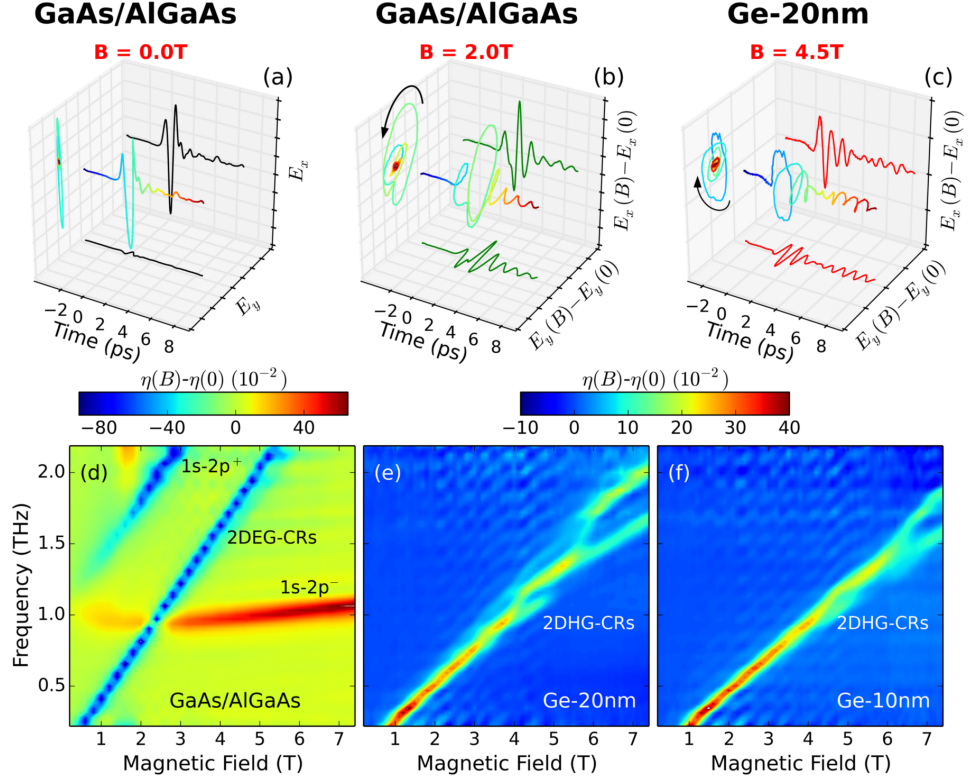 GaAs/AlGaAs GaAs/AlGaAs Ge-20nm
B = 0.0T B = 2.0T B = 4.5T
(a) (b) (c)
E_x E_x(B)−E_x(0) E_x(B)−E_x(0)
E_y E_y(B)−E_y(0) E_y(B)−E_y(0)
−2 0 2 4 6 8 −2 0 2 4 6 8 −2 0 2 4 6 8
Time (ps) Time (ps) Time (ps)
η(B)-η(0) (10⁻²) η(B)-η(0) (10⁻²)
−80 −40 0 40 −10 0 10 20 30 40
Frequency (THz)
2.0
1.5
1.0
0.5
(d) 1s-2p⁺
2DEG-CRs
1s-2p⁻
GaAs/AlGaAs
1 2 3 4 5 6 7
Magnetic Field (T)
(e)
2DHG-CRs
Ge-20nm
1 2 3 4 5 6 7
Magnetic Field (T)
(f)
2DHG-CRs
Ge-10nm
1 2 3 4 5 6 7
Magnetic Field (T)